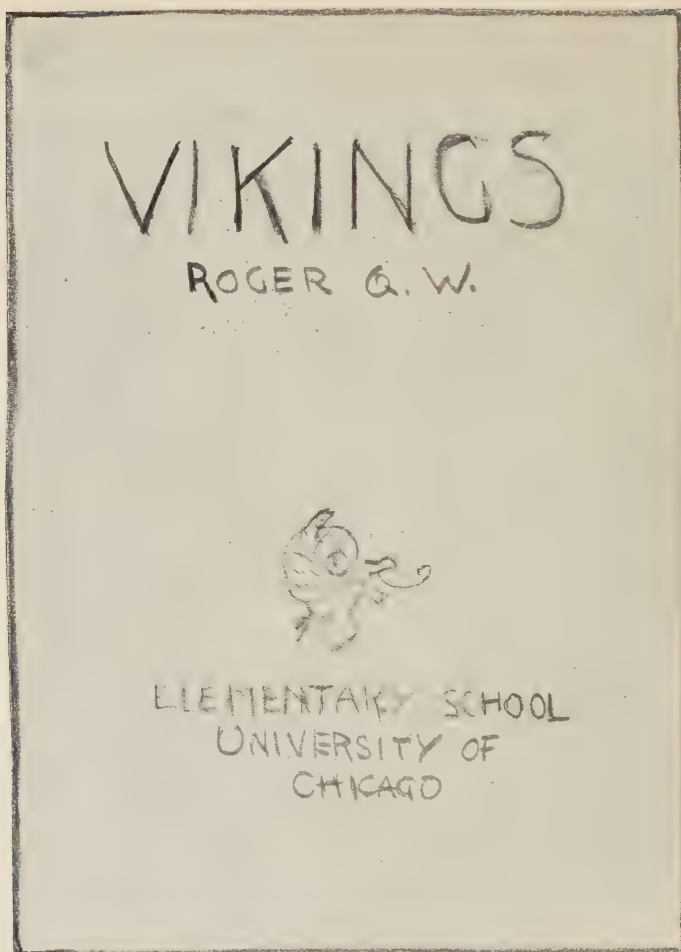 VIKINGS
ROGER Q. W.
ELEMENTARY SCHOOL
UNIVERSITY OF
CHICAGO